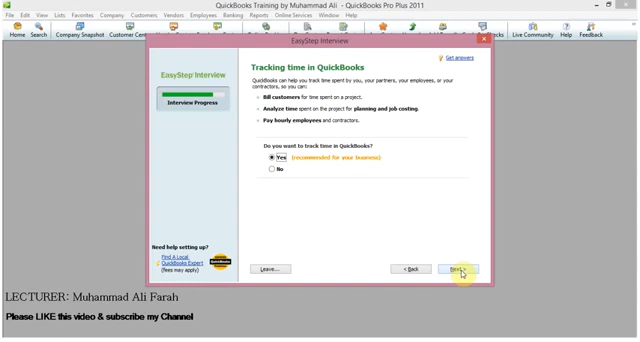 QuickBooks Training by Muhammad Ali - QuickBooks Pro Plus 2011
File Edit View Lists Favorites Company Customers Vendors Employees Banking Reports Online Services Window Help
Home Search Company Snapshot Customer Cen Live Community Help Feedback
EasyStep Interview
Get answers
EasyStep Interview
Interview Progress
Tracking time in QuickBooks
QuickBooks can help you track time spent by you, your partners, your employees, or your
contractors, so you can:
Bill customers for time spent on a project.
Analyze time spent on the project for planning and job costing.
Pay hourly employees and contractors.
Do you want to track time in QuickBooks?
Yes (recommended for your business)
No
Need help setting up?
Find A Local
QuickBooks Expert
(fees may apply)
QuickBooks
Leave...
< Back
Next >
LECTURER: Muhammad Ali Farah
Please LIKE this video & subscribe my Channel